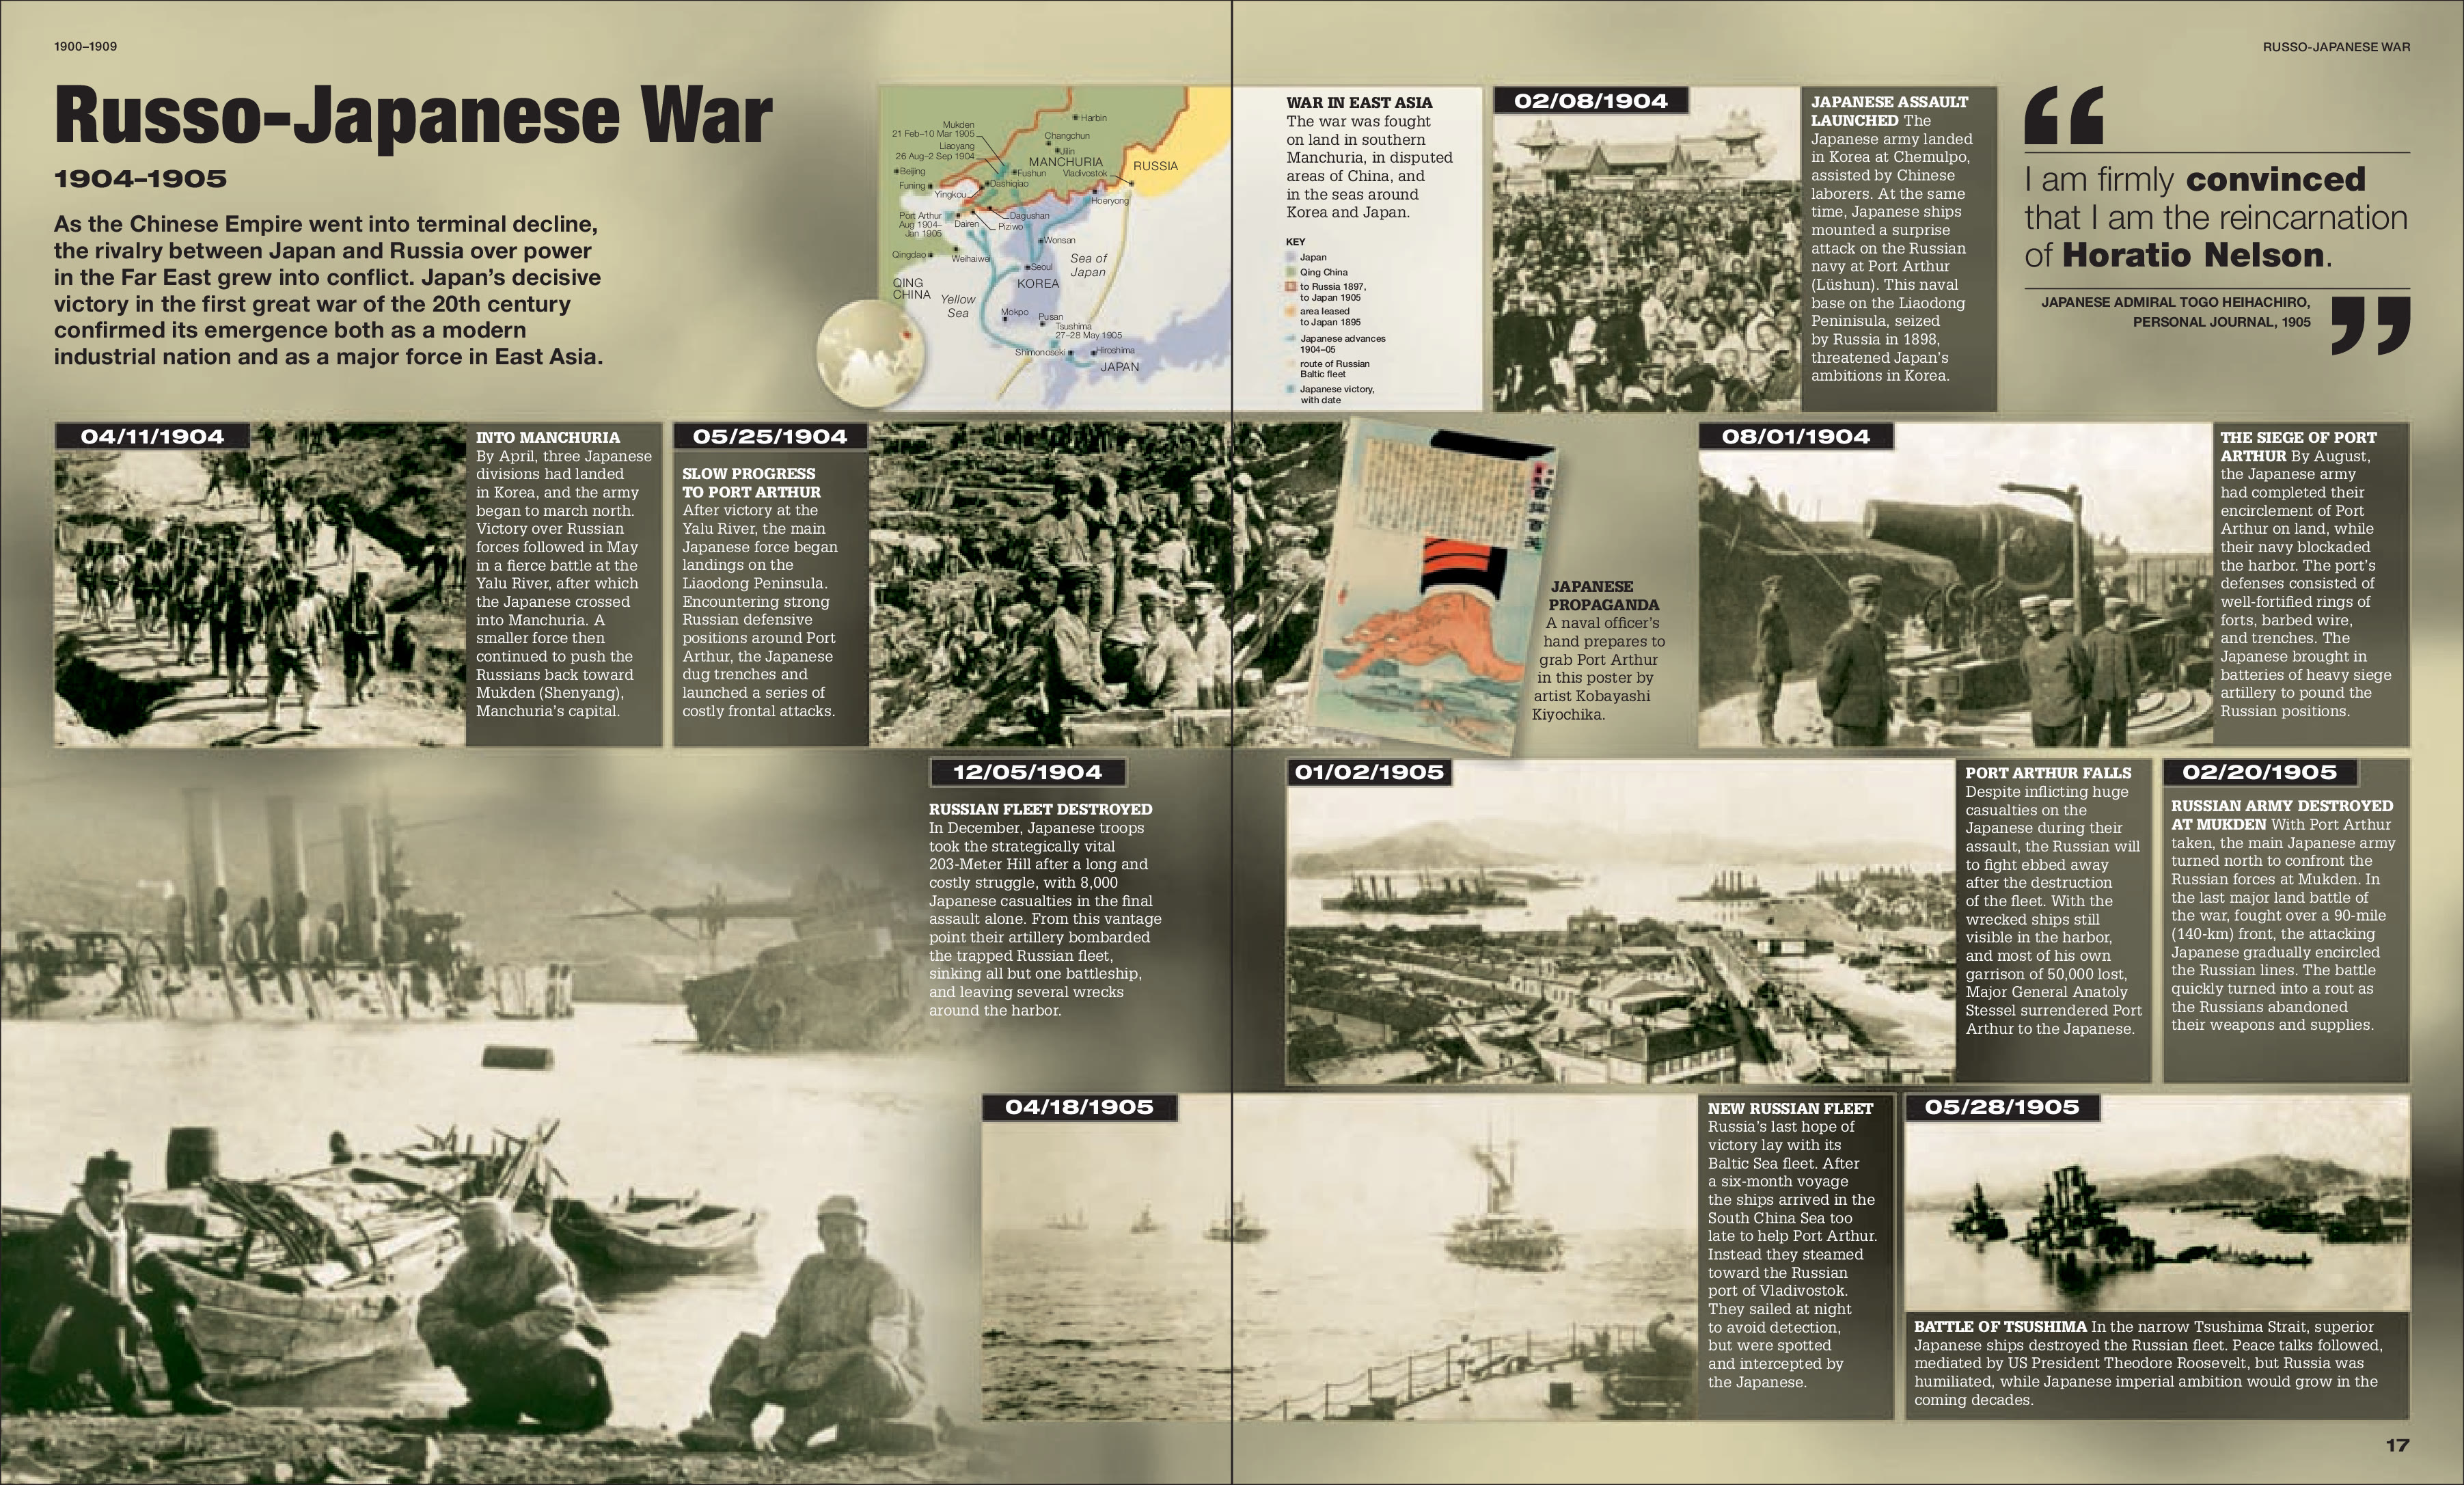 1900–1909
RUSSO-JAPANESE WAR
Russo-Japanese War
1904–1905
As the Chinese Empire went into terminal decline,
the rivalry between Japan and Russia over power
in the Far East grew into conflict. Japan's decisive
victory in the first great war of the 20th century
confirmed its emergence both as a modern
industrial nation and as a major force in East Asia.
Harbin
Mukden
21 Feb–10 Mar 1905
Changchun
Liaoyang
26 Aug–2 Sep 1904
Jilin
MANCHURIA
RUSSIA
Beijing
Fushun
Vladivostok
Funing
Dashiqiao
Yingkou
Hoeryong
Port Arthur
Aug 1904–
Jan 1905
Dairen
Dagushan
Piziwo
Wonsan
Qingdao
Weihaiwei
Seoul
Sea of
Japan
QING
CHINA
KOREA
Yellow
Sea
Mokpo
Pusan
Tsushima
27–28 May 1905
Shimonoseki
Hiroshima
JAPAN
WAR IN EAST ASIA
The war was fought
on land in southern
Manchuria, in disputed
areas of China, and
in the seas around
Korea and Japan.
KEY
Japan
Qing China
to Russia 1897,
to Japan 1905
area leased
to Japan 1895
Japanese advances
1904–05
route of Russian
Baltic fleet
Japanese victory,
with date
02/08/1904
JAPANESE ASSAULT
LAUNCHED The
Japanese army landed
in Korea at Chemulpo,
assisted by Chinese
laborers. At the same
time, Japanese ships
mounted a surprise
attack on the Russian
navy at Port Arthur
(Lüshun). This naval
base on the Liaodong
Peninisula, seized
by Russia in 1898,
threatened Japan's
ambitions in Korea.
“
I am firmly convinced
that I am the reincarnation
of Horatio Nelson.
JAPANESE ADMIRAL TOGO HEIHACHIRO,
PERSONAL JOURNAL, 1905
”
04/11/1904
INTO MANCHURIA
By April, three Japanese
divisions had landed
in Korea, and the army
began to march north.
Victory over Russian
forces followed in May
in a fierce battle at the
Yalu River, after which
the Japanese crossed
into Manchuria. A
smaller force then
continued to push the
Russians back toward
Mukden (Shenyang),
Manchuria's capital.
05/25/1904
SLOW PROGRESS
TO PORT ARTHUR
After victory at the
Yalu River, the main
Japanese force began
landings on the
Liaodong Peninsula.
Encountering strong
Russian defensive
positions around Port
Arthur, the Japanese
dug trenches and
launched a series of
costly frontal attacks.
JAPANESE
PROPAGANDA
A naval officer's
hand prepares to
grab Port Arthur
in this poster by
artist Kobayashi
Kiyochika.
08/01/1904
THE SIEGE OF PORT
ARTHUR By August,
the Japanese army
had completed their
encirclement of Port
Arthur on land, while
their navy blockaded
the harbor. The port's
defenses consisted of
well-fortified rings of
forts, barbed wire,
and trenches. The
Japanese brought in
batteries of heavy siege
artillery to pound the
Russian positions.
12/05/1904
RUSSIAN FLEET DESTROYED
In December, Japanese troops
took the strategically vital
203-Meter Hill after a long and
costly struggle, with 8,000
Japanese casualties in the final
assault alone. From this vantage
point their artillery bombarded
the trapped Russian fleet,
sinking all but one battleship,
and leaving several wrecks
around the harbor.
01/02/1905
PORT ARTHUR FALLS
Despite inflicting huge
casualties on the
Japanese during their
assault, the Russian will
to fight ebbed away
after the destruction
of the fleet. With the
wrecked ships still
visible in the harbor,
and most of his own
garrison of 50,000 lost,
Major General Anatoly
Stessel surrendered Port
Arthur to the Japanese.
02/20/1905
RUSSIAN ARMY DESTROYED
AT MUKDEN With Port Arthur
taken, the main Japanese army
turned north to confront the
Russian forces at Mukden. In
the last major land battle of
the war, fought over a 90-mile
(140-km) front, the attacking
Japanese gradually encircled
the Russian lines. The battle
quickly turned into a rout as
the Russians abandoned
their weapons and supplies.
04/18/1905
NEW RUSSIAN FLEET
Russia's last hope of
victory lay with its
Baltic Sea fleet. After
a six-month voyage
the ships arrived in the
South China Sea too
late to help Port Arthur.
Instead they steamed
toward the Russian
port of Vladivostok.
They sailed at night
to avoid detection,
but were spotted
and intercepted by
the Japanese.
05/28/1905
BATTLE OF TSUSHIMA In the narrow Tsushima Strait, superior
Japanese ships destroyed the Russian fleet. Peace talks followed,
mediated by US President Theodore Roosevelt, but Russia was
humiliated, while Japanese imperial ambition would grow in the
coming decades.
17